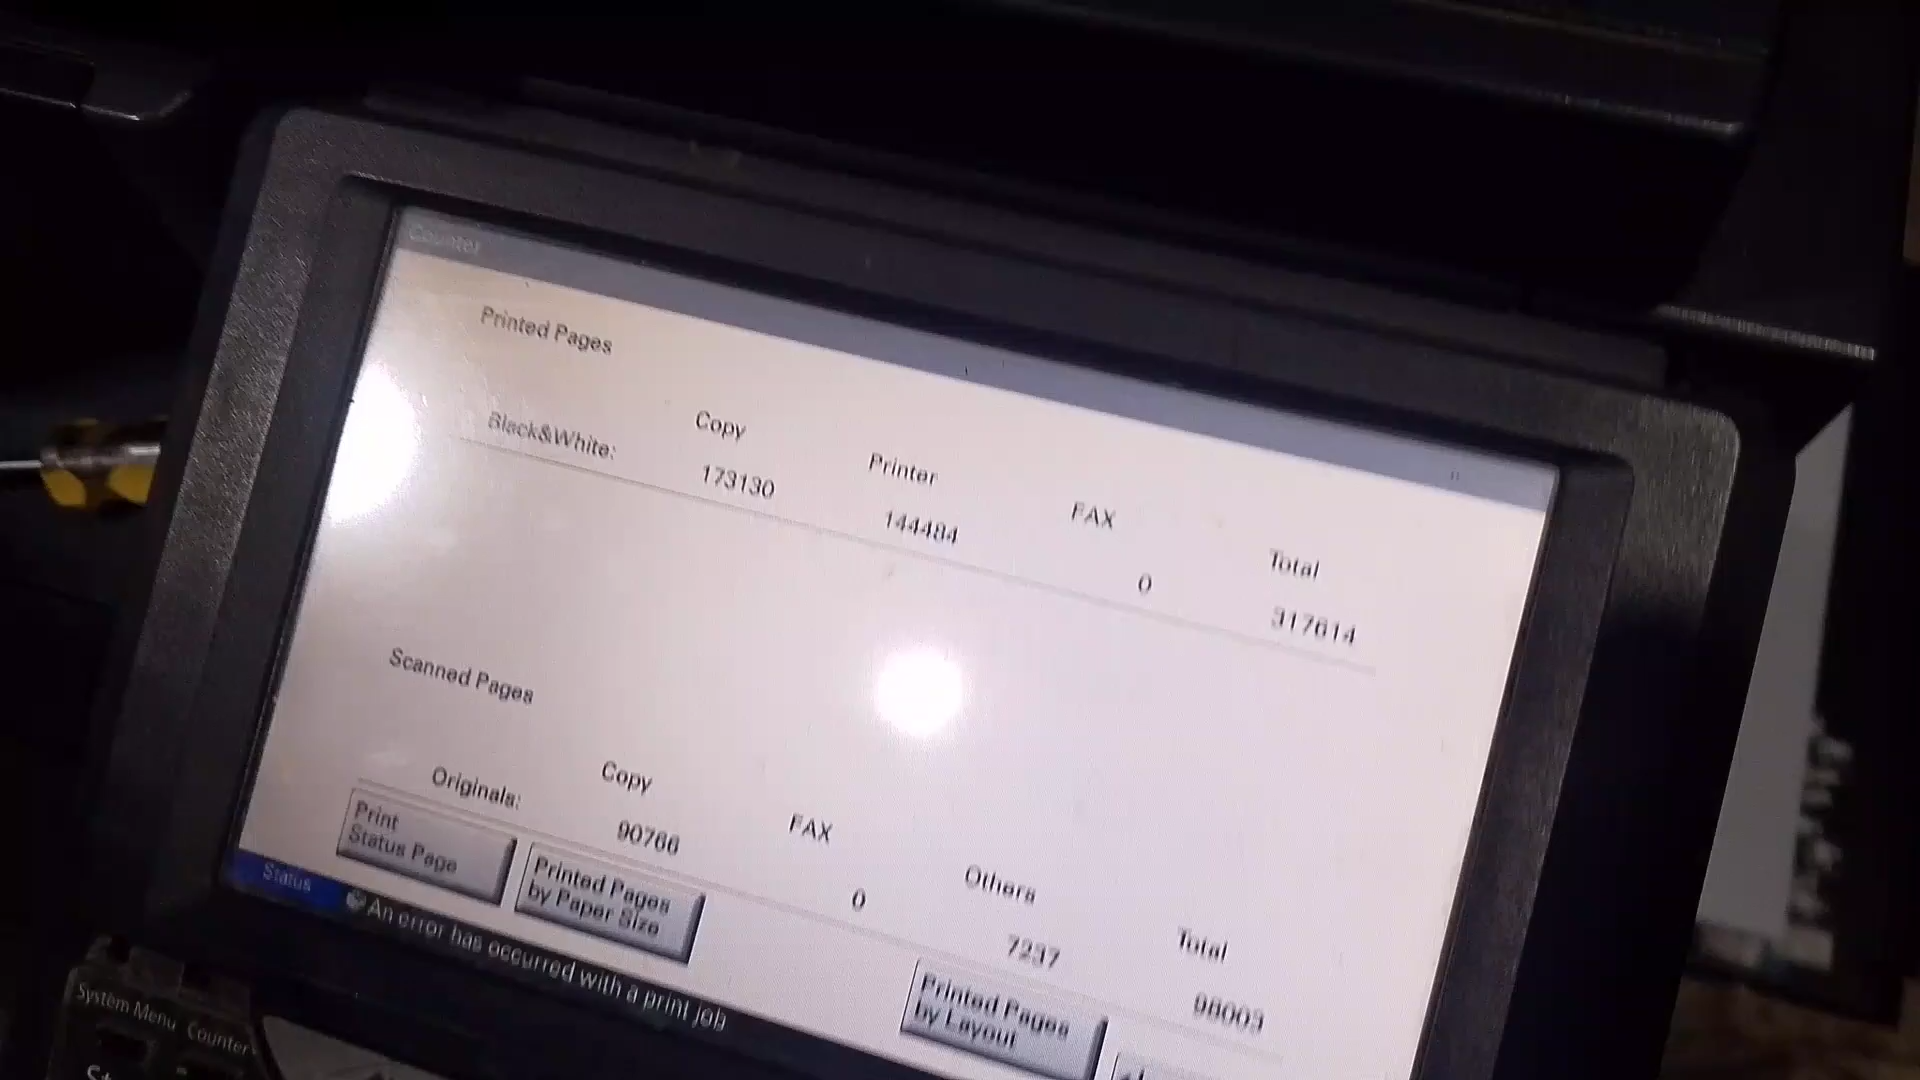 Counter
Printed Pages
Copy Printer FAX Total
Black&White: 173130 144484 0 317614
Scanned Pages
Copy FAX Others Total
Originals: 90766 0 7237 98003
Print
Status Page
Printed Pages
by Paper Size
Printed Pages
by Layout
Status
An error has occurred with a print job
System Menu Counter